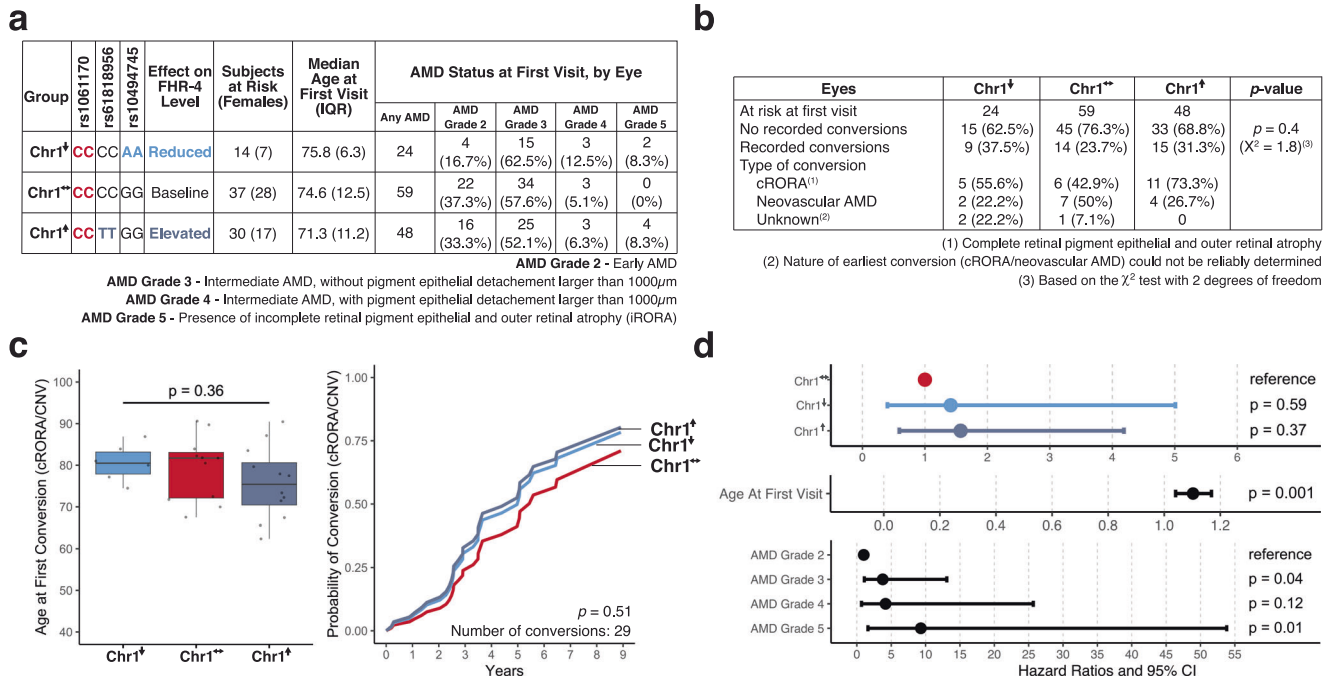 a
Group
rs1061170
rs61818956
rs10494745
Effect on
FHR-4
Level
Subjects
at Risk
(Females)
Median
Age at
First Visit
(IQR)
AMD Status at First Visit, by Eye
Any AMD
AMD
Grade 2
AMD
Grade 3
AMD
Grade 4
AMD
Grade 5
Chr1⬇ CC CC AA Reduced 14 (7) 75.8 (6.3) 24 4 15 3 2
(16.7%) (62.5%) (12.5%) (8.3%)
Chr1↔ CC CC GG Baseline 37 (28) 74.6 (12.5) 59 22 34 3 0
(37.3%) (57.6%) (5.1%) (0%)
Chr1⬆ CC TT GG Elevated 30 (17) 71.3 (11.2) 48 16 25 3 4
(33.3%) (52.1%) (6.3%) (8.3%)
AMD Grade 2 - Early AMD
AMD Grade 3 - Intermediate AMD, without pigment epithelial detachement larger than 1000μm
AMD Grade 4 - Intermediate AMD, with pigment epithelial detachement larger than 1000μm
AMD Grade 5 - Presence of incomplete retinal pigment epithelial and outer retinal atrophy (iRORA)
b
Eyes Chr1⬇ Chr1↔ Chr1⬆ p-value
At risk at first visit 24 59 48
No recorded conversions 15 (62.5%) 45 (76.3%) 33 (68.8%) p = 0.4
Recorded conversions 9 (37.5%) 14 (23.7%) 15 (31.3%) (X² = 1.8)(3)
Type of conversion
cRORA(1) 5 (55.6%) 6 (42.9%) 11 (73.3%)
Neovascular AMD 2 (22.2%) 7 (50%) 4 (26.7%)
Unknown(2) 2 (22.2%) 1 (7.1%) 0
(1) Complete retinal pigment epithelial and outer retinal atrophy
(2) Nature of earliest conversion (cRORA/neovascular AMD) could not be reliably determined
(3) Based on the χ² test with 2 degrees of freedom
c
Age at First Conversion (cRORA/CNV)
100
90
80
70
60
50
40
p = 0.36
Chr1⬇ Chr1↔ Chr1⬆
Probability of Conversion (cRORA/CNV)
1.00
0.75
0.50
0.25
0.00
Chr1⬆
Chr1⬇
Chr1↔
p = 0.51
Number of conversions: 29
0 1 2 3 4 5 6 7 8 9
Years
d
Chr1↔ reference
Chr1⬇ p = 0.59
Chr1⬆ p = 0.37
0 1 2 3 4 5 6
Age At First Visit p = 0.001
0.0 0.2 0.4 0.6 0.8 1.0 1.2
AMD Grade 2 reference
AMD Grade 3 p = 0.04
AMD Grade 4 p = 0.12
AMD Grade 5 p = 0.01
0 5 10 15 20 25 30 35 40 45 50 55
Hazard Ratios and 95% CI